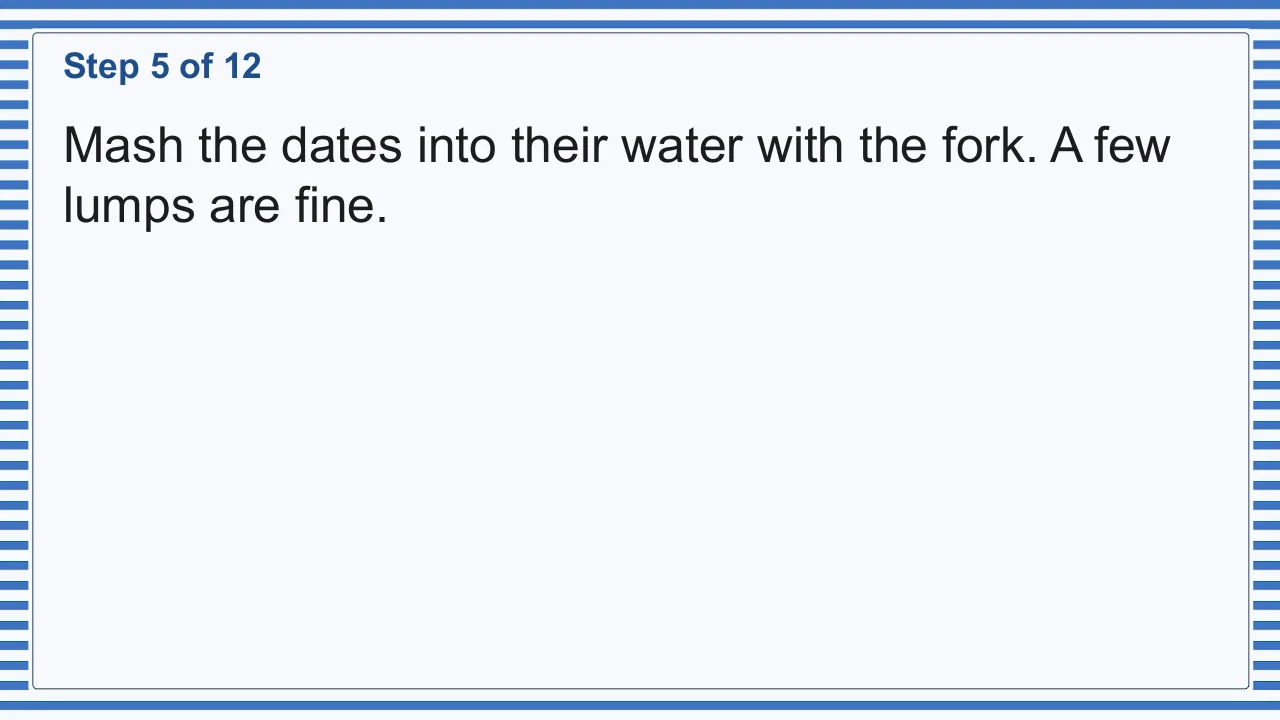 Step 5 of 12
Mash the dates into their water with the fork. A few
lumps are fine.